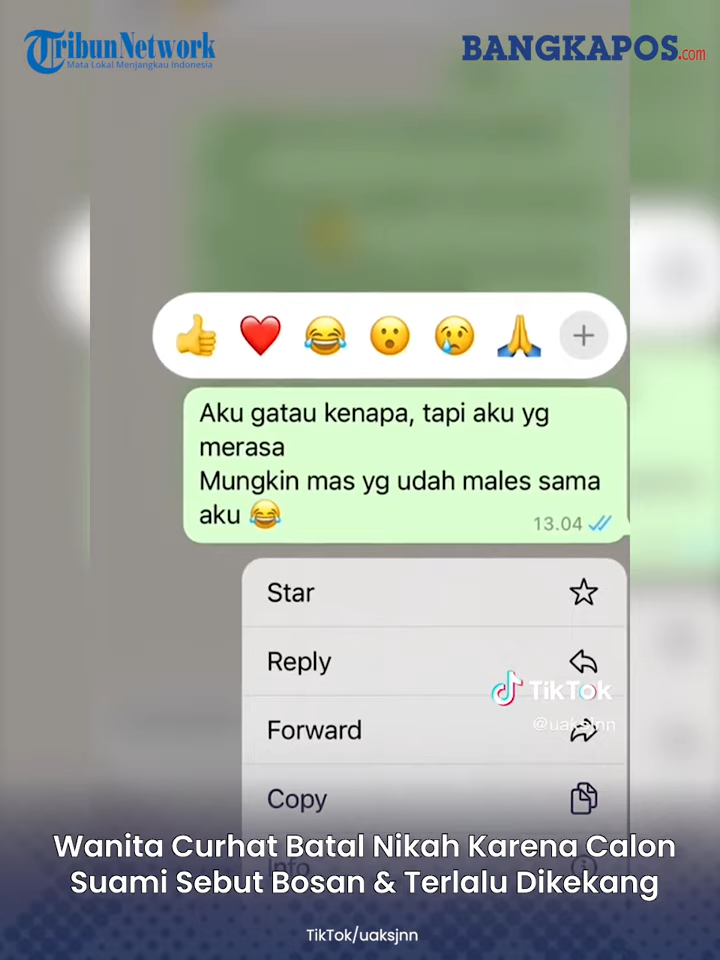 TribunNetwork
Mata Lokal Menjangkau Indonesia
BANGKAPOS.com
Aku gatau kenapa, tapi aku yg
merasa
Mungkin mas yg udah males sama
aku 😂
13.04
Star
Reply
TikTok
@uaksjnn
Forward
Copy
Info
Wanita Curhat Batal Nikah Karena Calon
Suami Sebut Bosan & Terlalu Dikekang
TikTok/uaksjnn